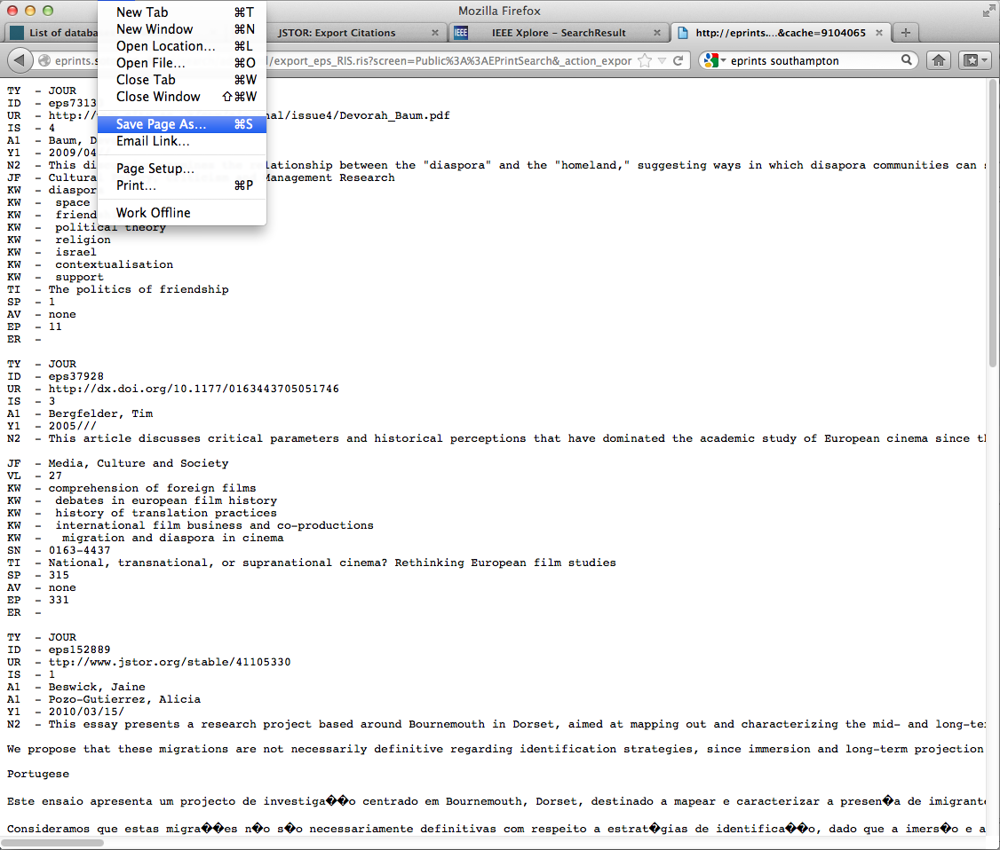 Mozilla Firefox
List of databa
JSTOR: Export Citations
IEEE
IEEE Xplore – SearchResult
http://eprints....&cache=9104065
eprints.
/export_eps_RIS.ris?screen=Public%3A%3AEPrintSearch&_action_expor
eprints southampton
New Tab ⌘T
New Window ⌘N
Open Location... ⌘L
Open File... ⌘O
Close Tab ⌘W
Close Window ⇧⌘W
Save Page As... ⌘S
Email Link...
Page Setup...
Print... ⌘P
Work Offline
TY - JOUR
ID - eps7313
UR - http:// nal/issue4/Devorah_Baum.pdf
IS - 4
A1 - Baum, D
Y1 - 2009/04
N2 - This di lationship between the "diaspora" and the "homeland," suggesting ways in which disapora communities can s
JF - Cultural Management Research
KW - diaspor
KW - space
KW - friends
KW - political theory
KW - religion
KW - israel
KW - contextualisation
KW - support
TI - The politics of friendship
SP - 1
AV - none
EP - 11
ER -
TY - JOUR
ID - eps37928
UR - http://dx.doi.org/10.1177/0163443705051746
IS - 3
A1 - Bergfelder, Tim
Y1 - 2005///
N2 - This article discusses critical parameters and historical perceptions that have dominated the academic study of European cinema since th
JF - Media, Culture and Society
VL - 27
KW - comprehension of foreign films
KW - debates in european film history
KW - history of translation practices
KW - international film business and co-productions
KW - migration and diaspora in cinema
SN - 0163-4437
TI - National, transnational, or supranational cinema? Rethinking European film studies
SP - 315
AV - none
EP - 331
ER -
TY - JOUR
ID - eps152889
UR - ttp://www.jstor.org/stable/41105330
IS - 1
A1 - Beswick, Jaine
A1 - Pozo-Gutierrez, Alicia
Y1 - 2010/03/15/
N2 - This essay presents a research project based around Bournemouth in Dorset, aimed at mapping out and characterizing the mid- and long-te
We propose that these migrations are not necessarily definitive regarding identification strategies, since immersion and long-term projection
Portugese
Este ensaio apresenta um projecto de investiga��o centrado em Bournemouth, Dorset, destinado a mapear e caracterizar a presen�a de imigrante
Consideramos que estas migra��es n�o s�o necessariamente definitivas com respeito a estrat�gias de identifica��o, dado que a imers�o e a